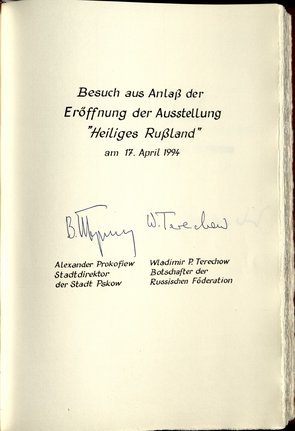 Besuch aus Anlaß der
Eröffnung der Ausstellung
"Heiliges Rußland"
am 17. April 1994
W. Terechow
Alexander Prokofiew
Stadtdirektor
der Stadt Pskow
Wladimir P. Terechow
Botschafter der
Russischen Föderation